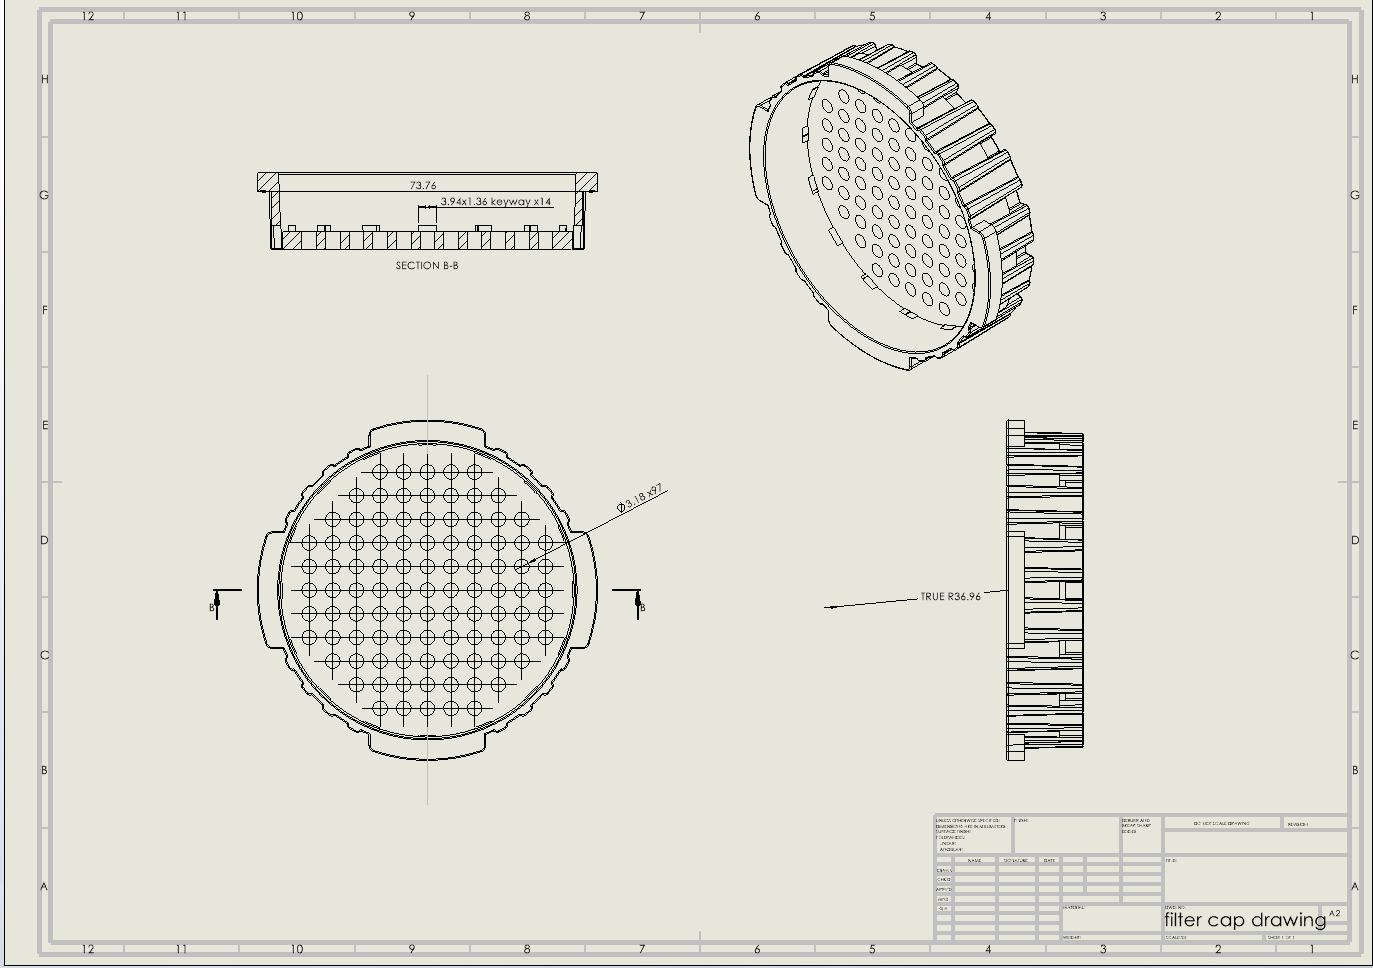 12 11 10 9 8 7 6 5 4 3 2 1
H H
G G
F F
E E
D D
C C
B B
A A
73.76
3.94x1.36 keyway x14
SECTION B-B
Ø3.18 x97
B B
TRUE R36.96
UNLESS OTHERWISE SPECIFIED:
DIMENSIONS ARE IN MILLIMETERS
SURFACE FINISH:
TOLERANCES:
LINEAR:
ANGULAR:
FINISH:
DEBURR AND
BREAK SHARP
EDGES
DO NOT SCALE DRAWING
REVISION
NAME SIGNATURE DATE
TITLE:
DRAWN
CHK'D
APPV'D
MFG
Q.A
MATERIAL:
DWG NO.
filter cap drawing
A2
WEIGHT:
SHEET 1 OF 1
12 11 10 9 8 7 6 5 4 3 2 1